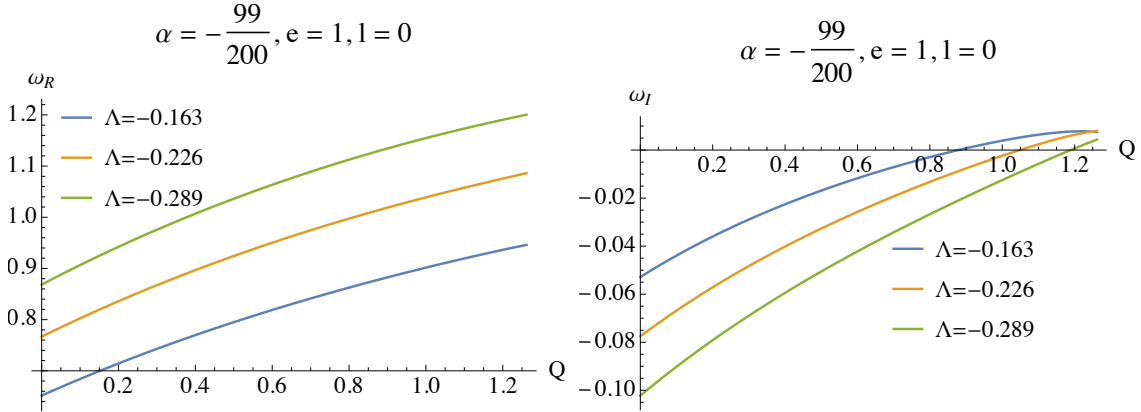 α = −99/200, e = 1, l = 0
ω_R
1.2
1.1
1.0
0.9
0.8
Λ=−0.163
Λ=−0.226
Λ=−0.289
0.2 0.4 0.6 0.8 1.0 1.2
Q
α = −99/200, e = 1, l = 0
ω_I
Q
0.2 0.4 0.6 0.8 1.0 1.2
−0.02
−0.04
−0.06
−0.08
−0.10
Λ=−0.163
Λ=−0.226
Λ=−0.289